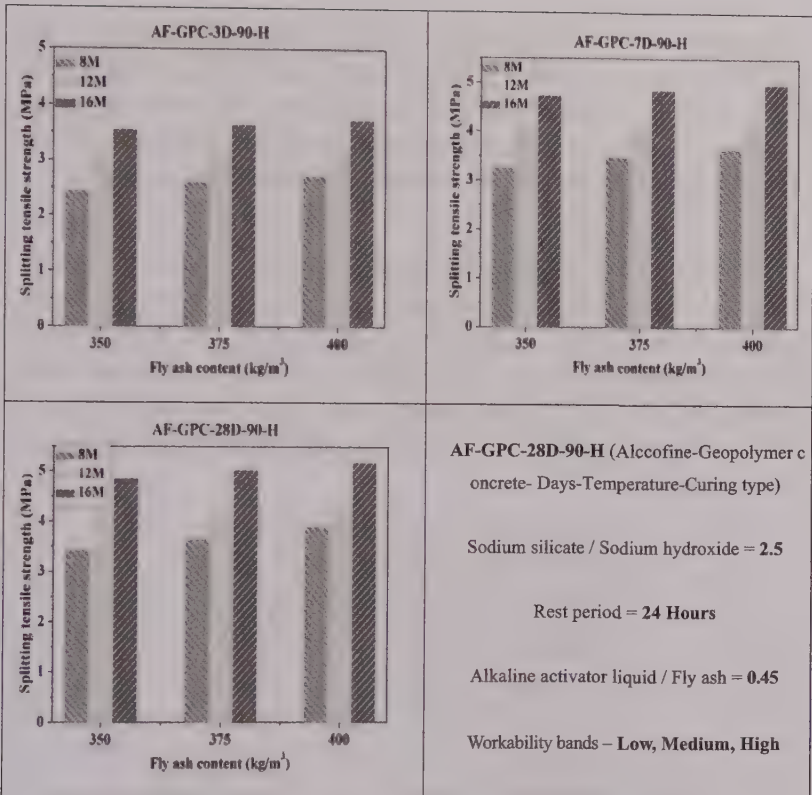 AF-GPC-3D-90-H
8M
12M
16M
Splitting tensile strength (MPa)
5
4
3
2
1
0
350
375
400
Fly ash content (kg/m³)
AF-GPC-7D-90-H
8M
12M
16M
Splitting tensile strength (MPa)
5
4
3
2
1
0
350
375
400
Fly ash content (kg/m³)
AF-GPC-28D-90-H
8M
12M
16M
Splitting tensile strength (MPa)
5
4
3
2
1
0
350
375
400
Fly ash content (kg/m³)
AF-GPC-28D-90-H (Alccofine-Geopolymer c
oncrete- Days-Temperature-Curing type)
Sodium silicate / Sodium hydroxide = 2.5
Rest period = 24 Hours
Alkaline activator liquid / Fly ash = 0.45
Workability bands – Low, Medium, High